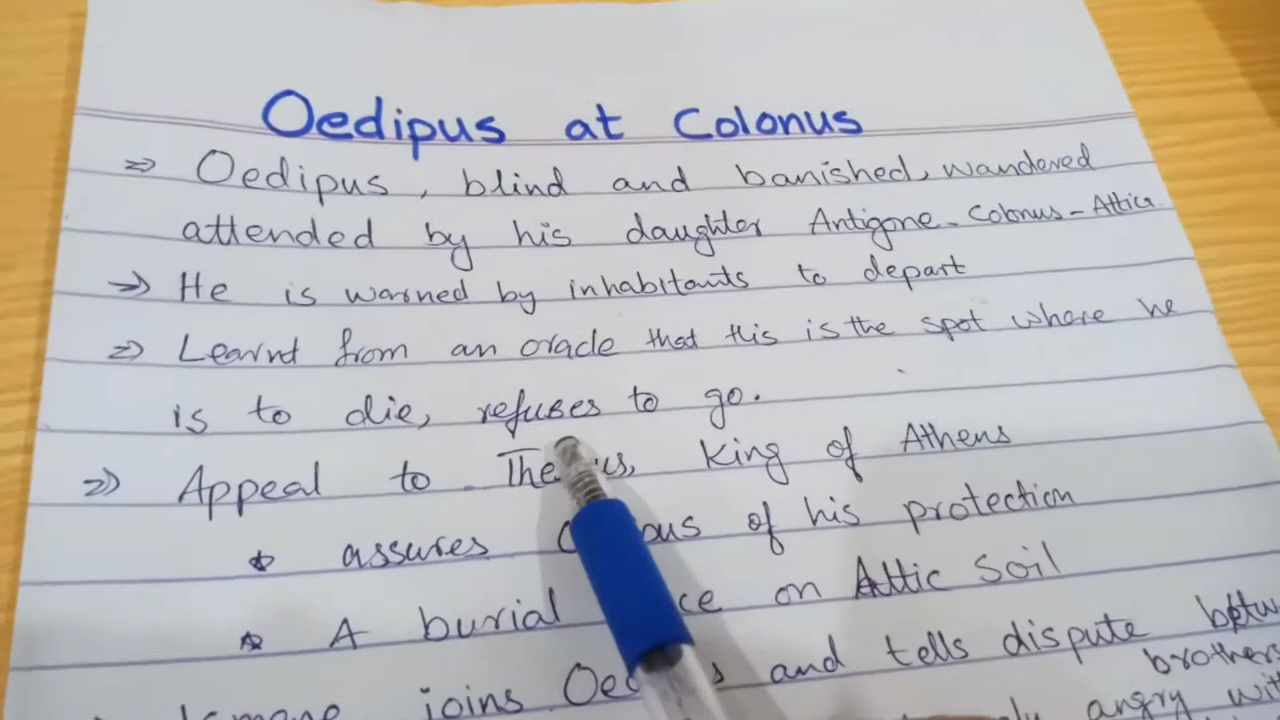 Oedipus at Colonus
⇒ Oedipus, blind and banished, wandered
attended by his daughter Antigone - Colonus - Attica
⇒ He is warned by inhabitants to depart
⇒ Learnt from an oracle that this is the spot where he
is to die, refuses to go.
⇒ Appeal to King of Athens
* assures of his protection
* A burial on Attic Soil
joins and tells dispute
brothers
angry